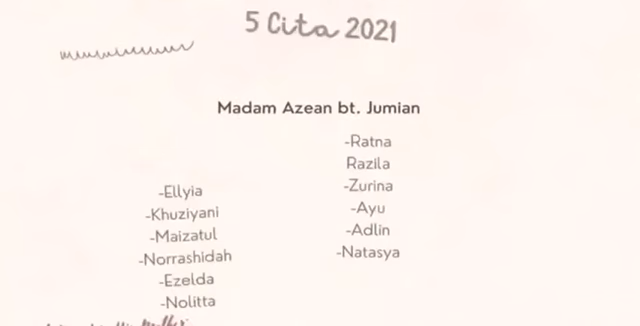 5 Cita 2021
Madam Azean bt. Jumian
-Ratna
Razila
-Zurina
-Ayu
-Adlin
-Natasya
-Ellyia
-Khuziyani
-Maizatul
-Norrashidah
-Ezelda
-Nolitta